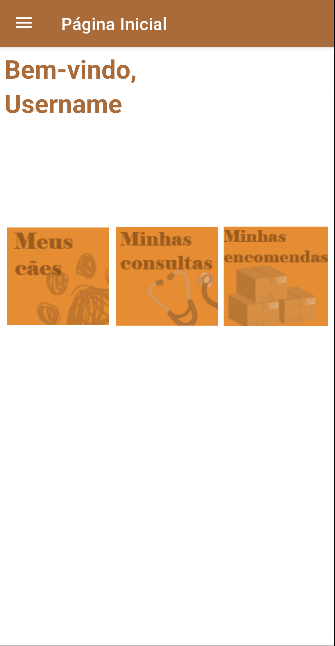 Página Inicial
Bem-vindo,
Username
Meus
cães
Minhas
consultas
Minhas
encomendas